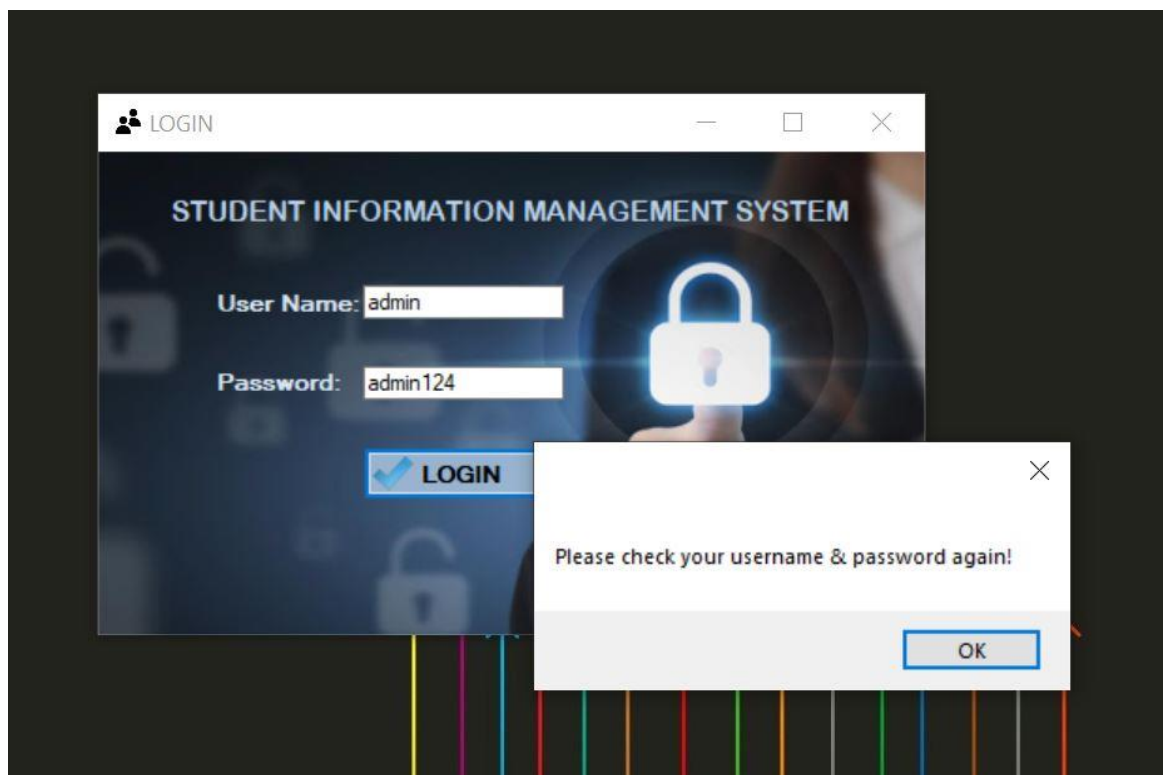 LOGIN
STUDENT INFORMATION MANAGEMENT SYSTEM
User Name: admin
Password: admin124
LOGIN
Please check your username & password again!
OK